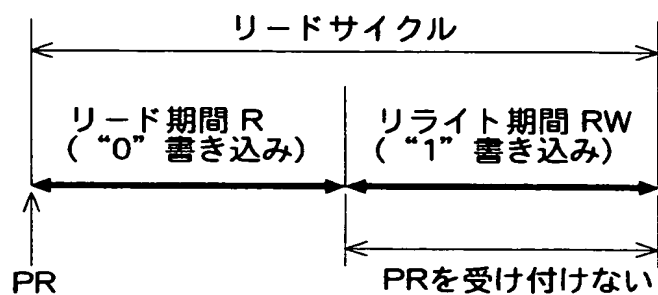 リードサイクル
リード期間 R
(“0” 書き込み)
リライト期間 RW
(“1” 書き込み)
PR
PRを受け付けない